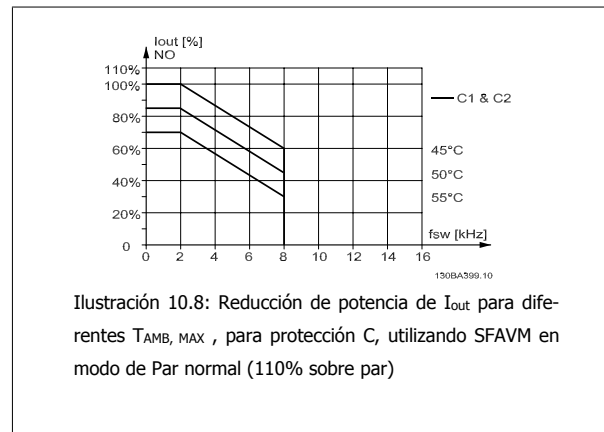 Iout [%]
NO
110%
100%
80%
60%
40%
20%
0
0 2 4 6 8 10 12 14 16
fsw [kHz]
C1 & C2
45°C
50°C
55°C
130BA399.10
Ilustración 10.8: Reducción de potencia de Iout para dife-
rentes TAMB, MAX , para protección C, utilizando SFAVM en
modo de Par normal (110% sobre par)